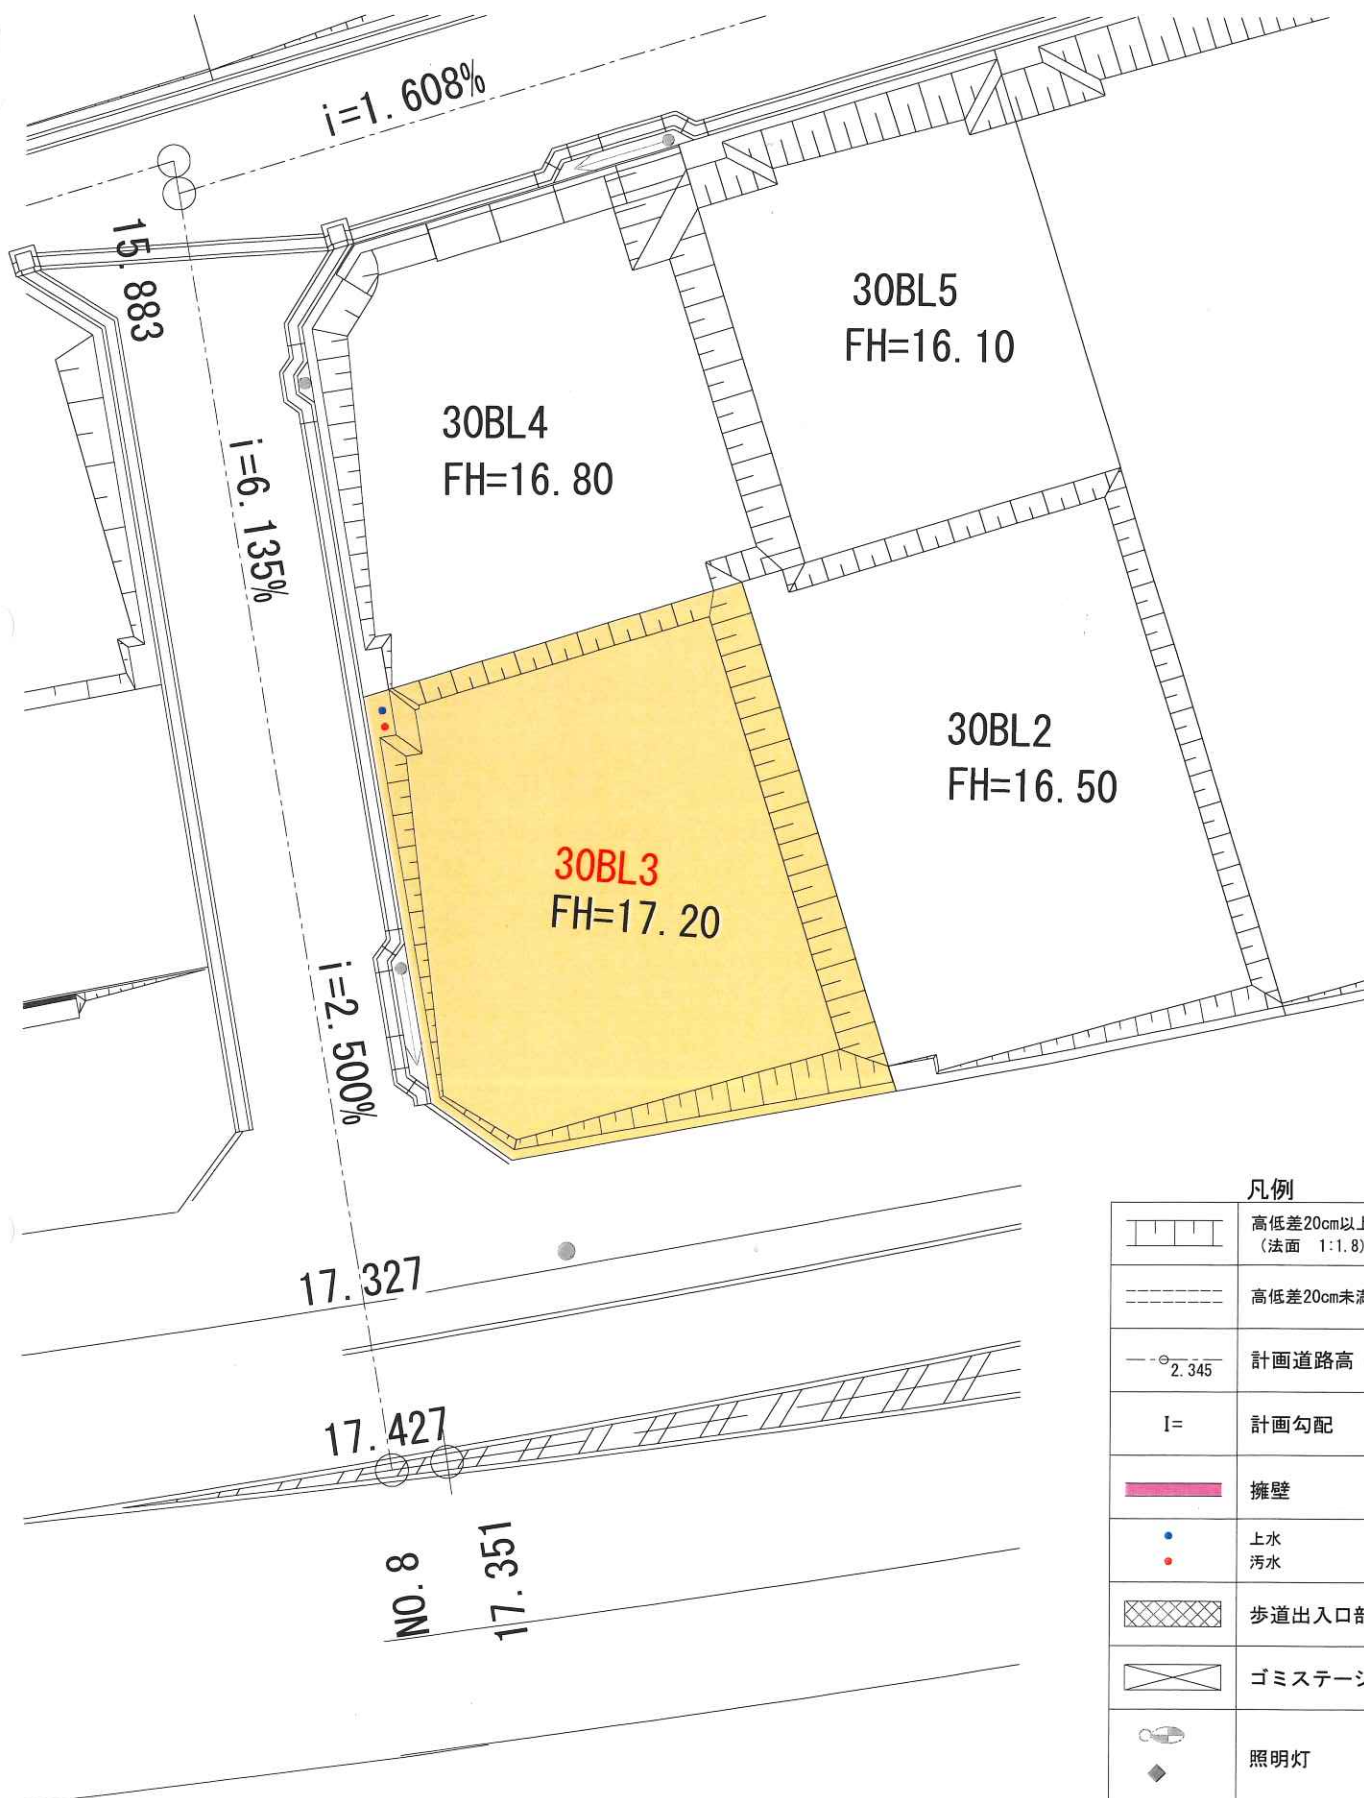 i=1.608%
15.883
30BL5
FH=16.10
30BL4
FH=16.80
i=6.135%
30BL2
FH=16.50
30BL3
FH=17.20
i=2.500%
17.327
17.427
NO.8
17.351
凡例
高低差20cm以上
(法面 1:1.8)
高低差20cm未満
2.345
計画道路高
I=
計画勾配
擁壁
上水
汚水
歩道出入口部
ゴミステーシ
照明灯